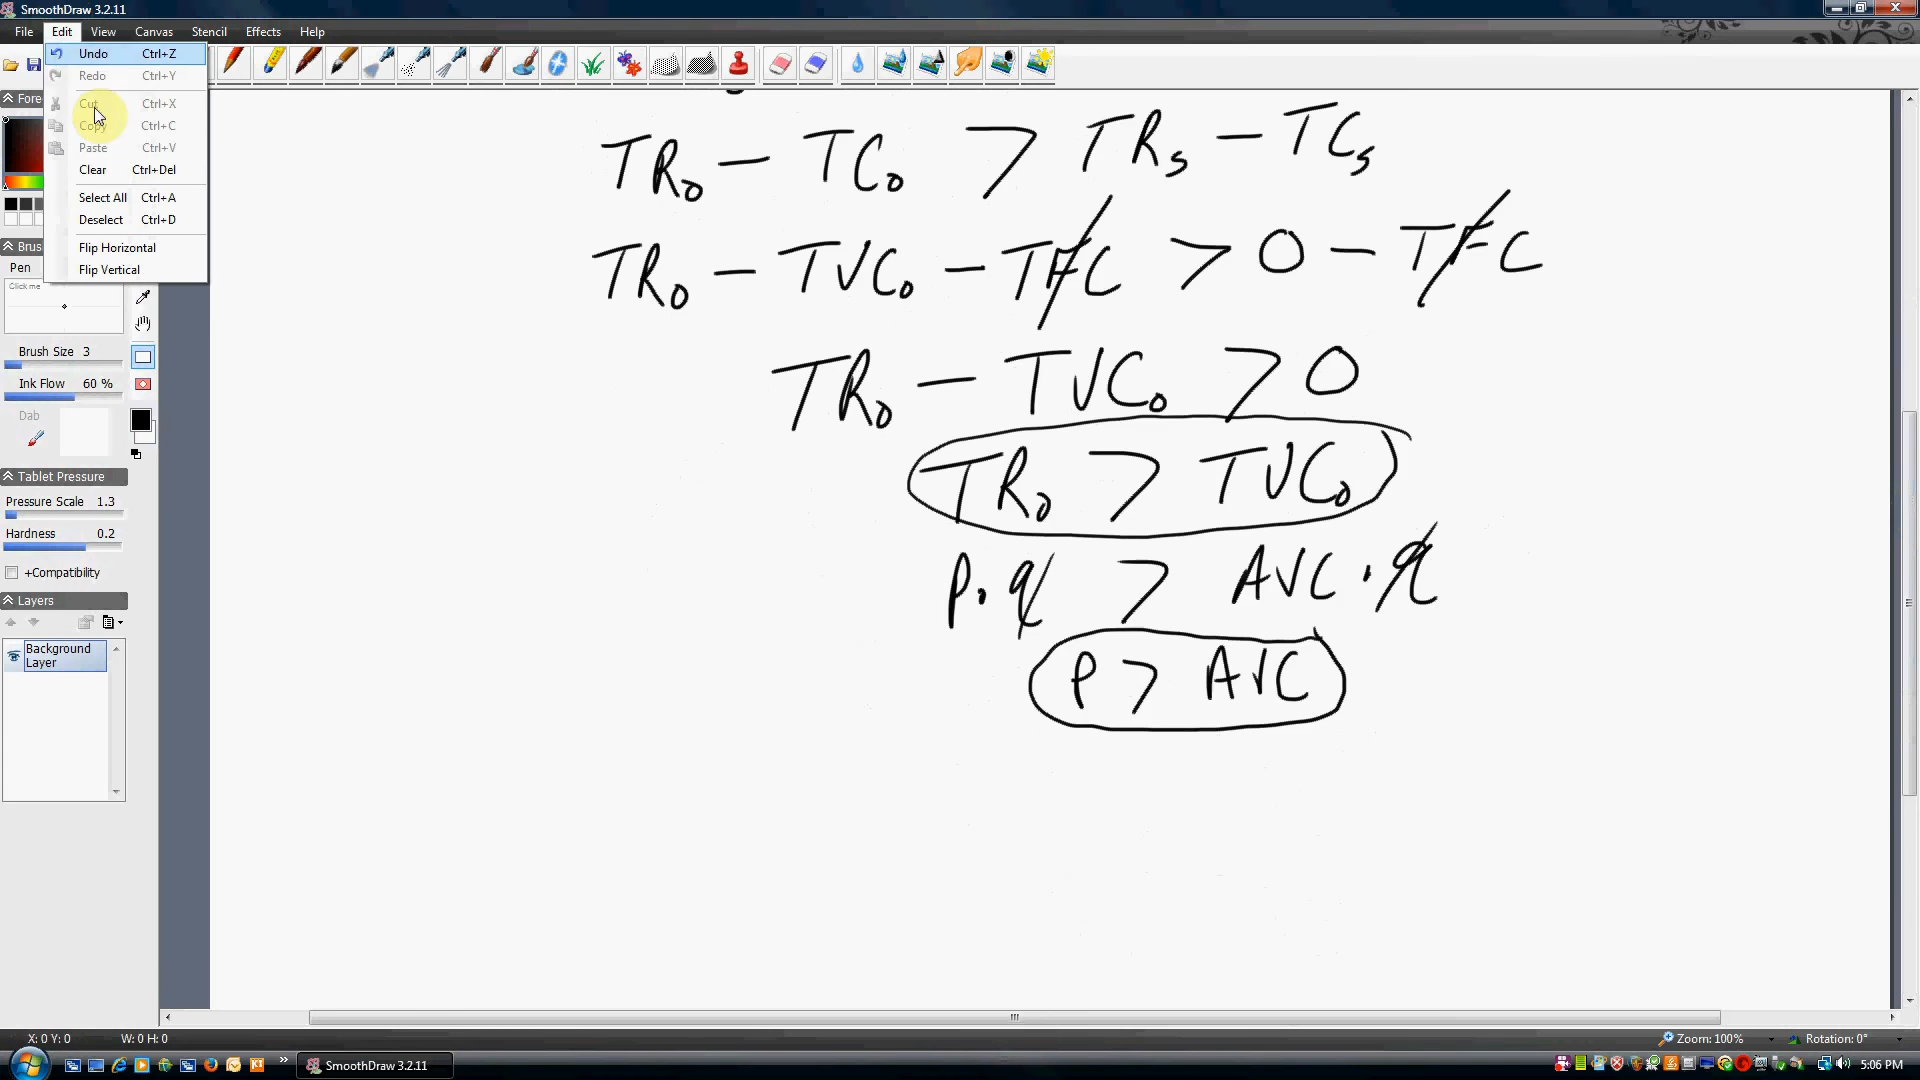 SmoothDraw 3.2.11
File Edit View Canvas Stencil Effects Help
Undo Ctrl+Z
Redo Ctrl+Y
Cut Ctrl+X
Copy Ctrl+C
Paste Ctrl+V
Clear Ctrl+Del
Select All Ctrl+A
Deselect Ctrl+D
Flip Horizontal
Flip Vertical
Fore
Brus
Pen
Click me
Brush Size 3
Ink Flow 60 %
Dab
Tablet Pressure
Pressure Scale 1.3
Hardness 0.2
+Compatibility
Layers
Background
Layer
TR₀ − TC₀ > TRₛ − TCₛ
TR₀ − TVC₀ − TFC > 0 − TFC
TR₀ − TVC₀ > 0
TR₀ > TVC₀
P · q > AVC · q
P > AVC
X: 0 Y: 0 W: 0 H: 0 Zoom: 100% Rotation: 0°
SmoothDraw 3.2.11 5:06 PM